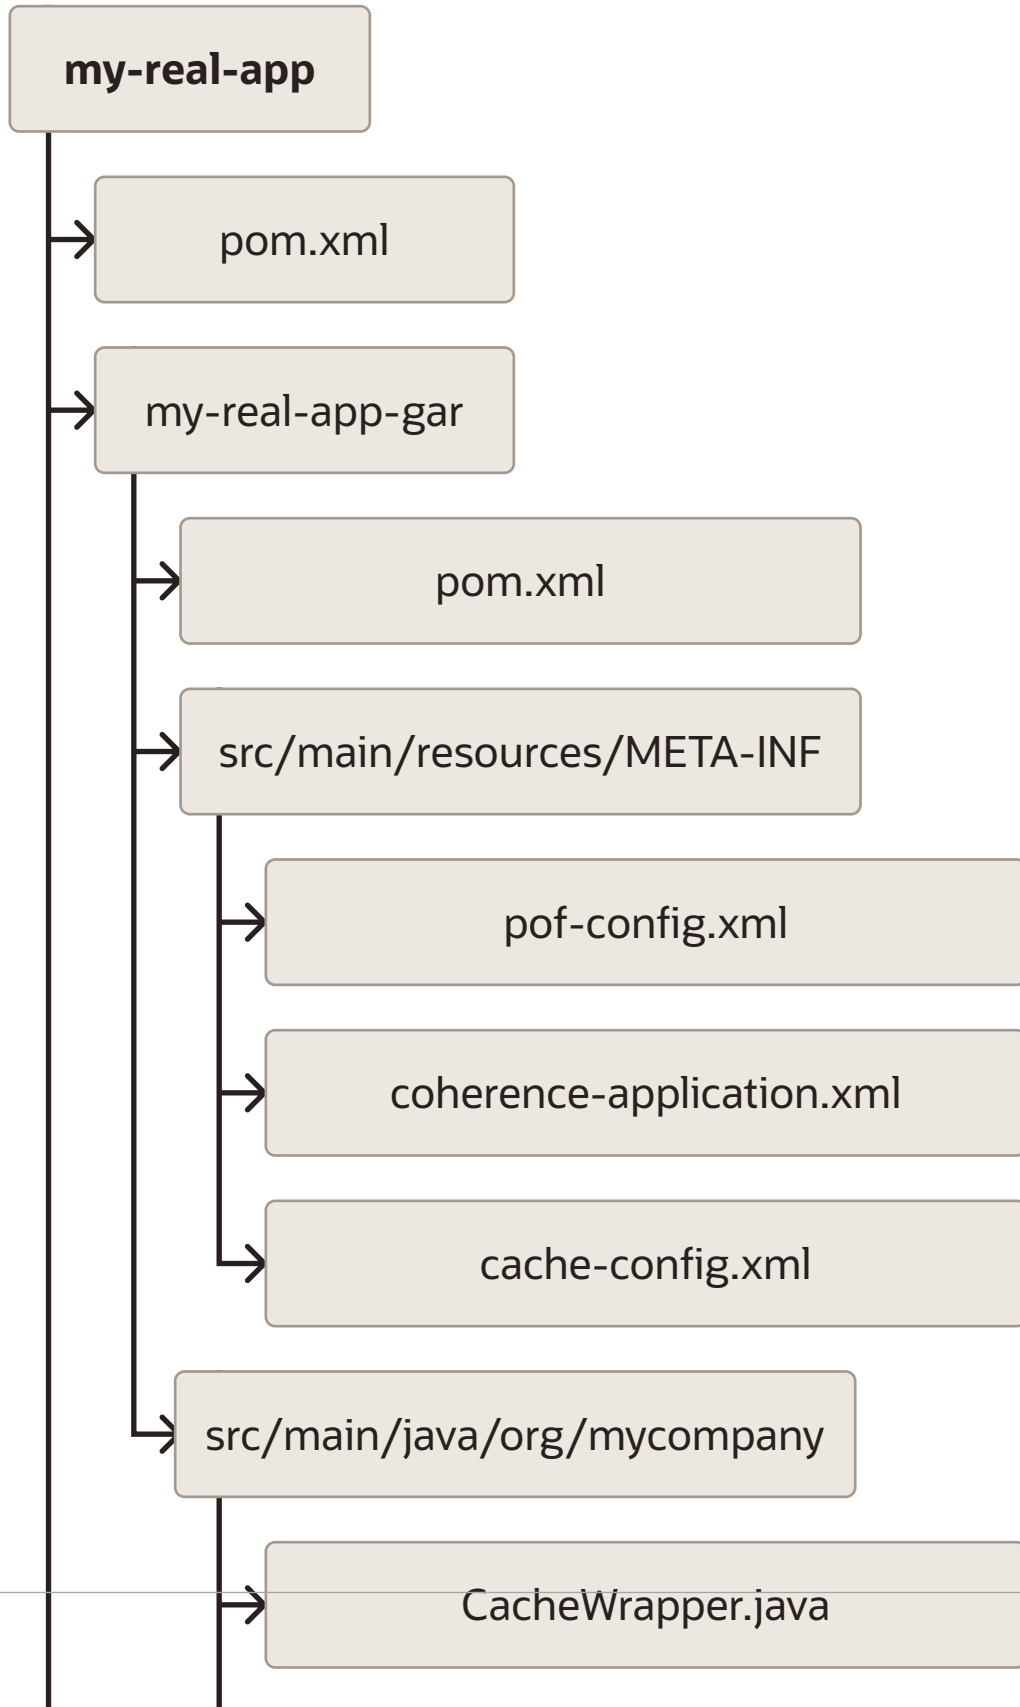 my-real-app
pom.xml
my-real-app-gar
pom.xml
src/main/resources/META-INF
pof-config.xml
coherence-application.xml
cache-config.xml
src/main/java/org/mycompany
CacheWrapper.java